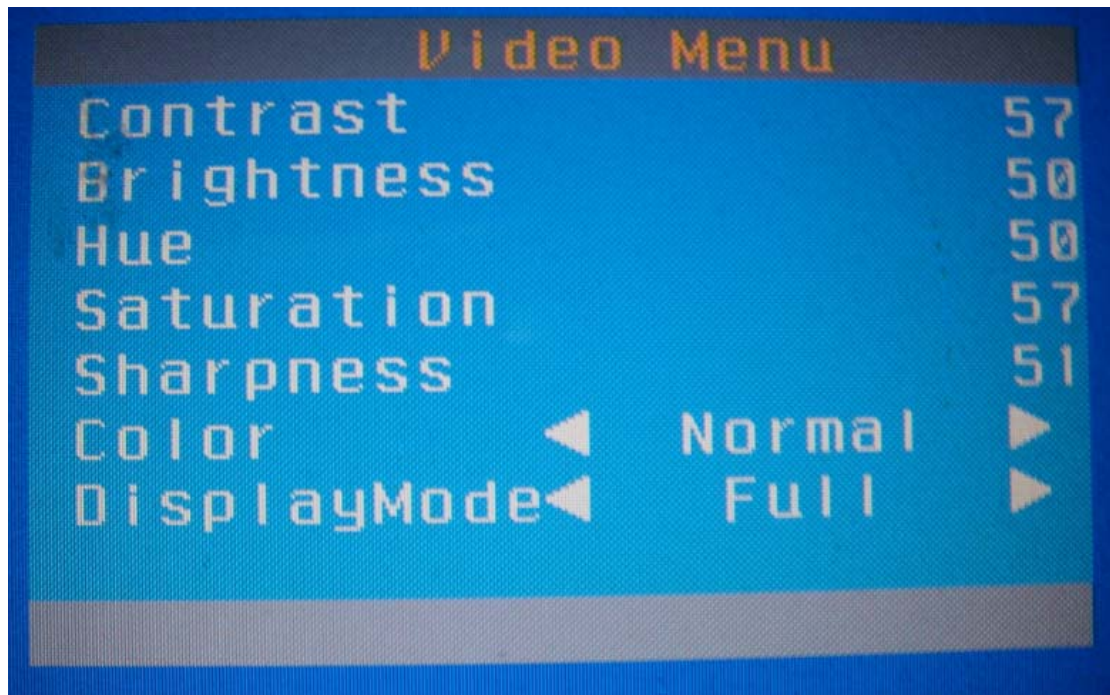 Video Menu
Contrast 57
Brightness 50
Hue 50
Saturation 57
Sharpness 51
Color ◀ Normal ▶
DisplayMode ◀ Full ▶